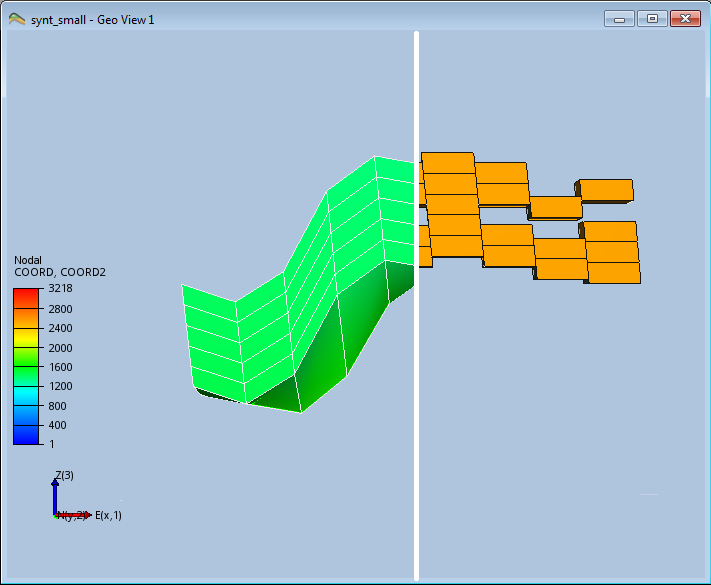 synt_small - Geo View 1
Nodal
COORD, COORD2
3218
2800
2400
2000
1600
1200
800
400
1
Z(3)
N(y,2) E(x,1)